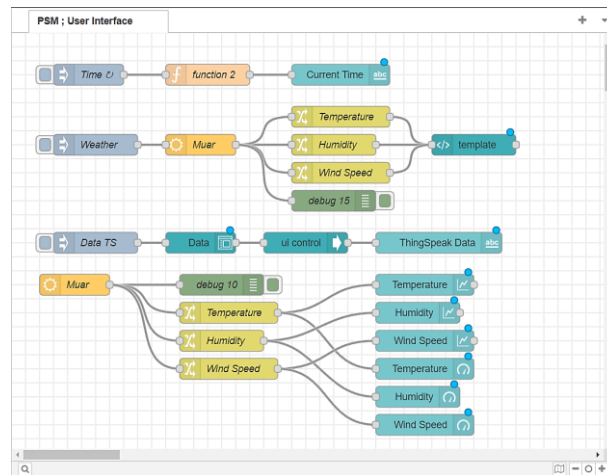 PSM ; User Interface
Time ↻
function 2
Current Time
abc
Temperature
Weather
Muar
Humidity
template
Wind Speed
debug 15
Data TS
Data
ui control
ThingSpeak Data
abc
Muar
debug 10
Temperature
Temperature
Humidity
Humidity
Wind Speed
Wind Speed
Temperature
Humidity
Wind Speed